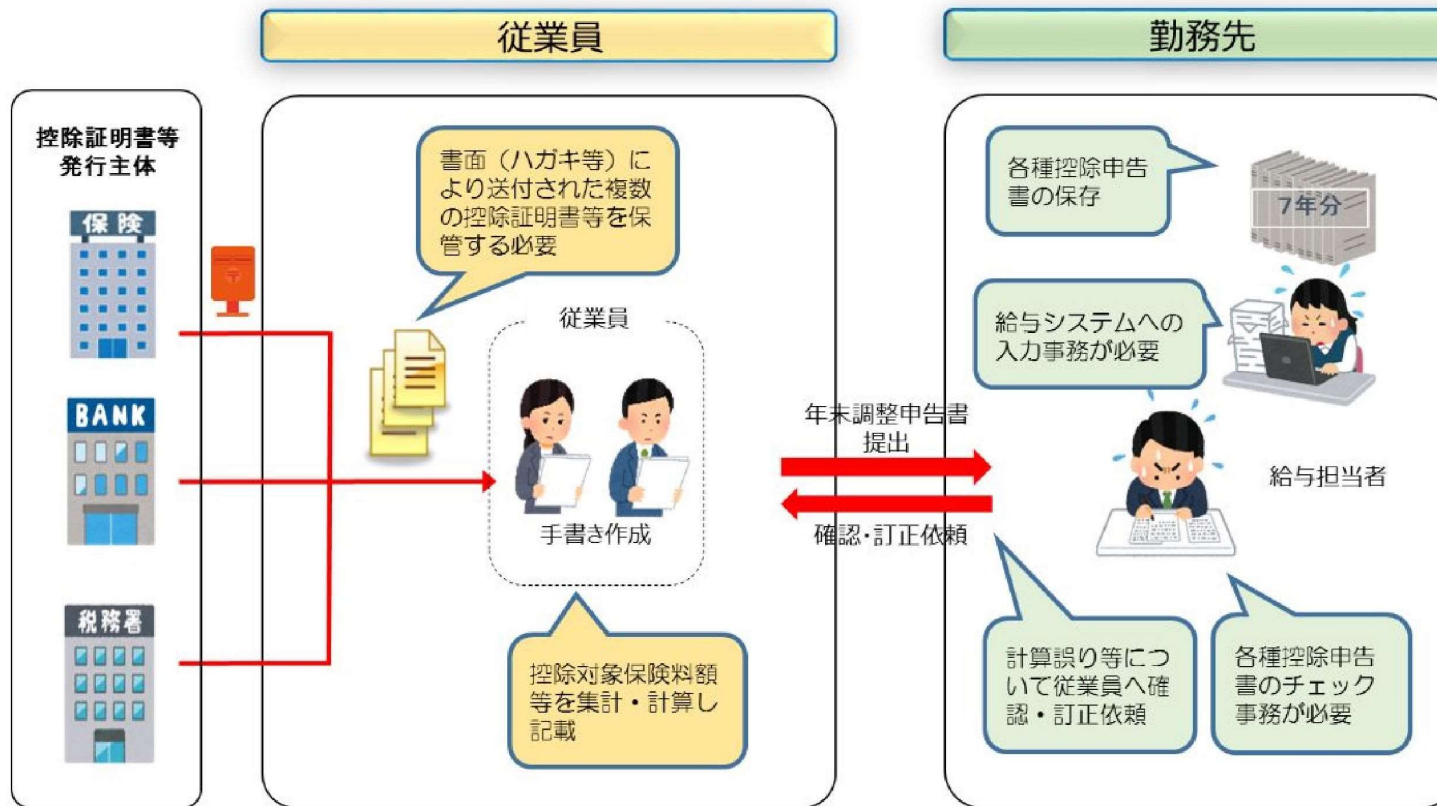 従業員
勤務先
控除証明書等
発行主体
保険
BANK
税務署
書面（ハガキ等）に
より送付された複数
の控除証明書等を保
管する必要
従業員
手書き作成
控除対象保険料額
等を集計・計算し
記載
年末調整申告書
提出
確認・訂正依頼
各種控除申告
書の保存
7年分
給与システムへの
入力事務が必要
給与担当者
計算誤り等につ
いて従業員へ確
認・訂正依頼
各種控除申告
書のチェック
事務が必要